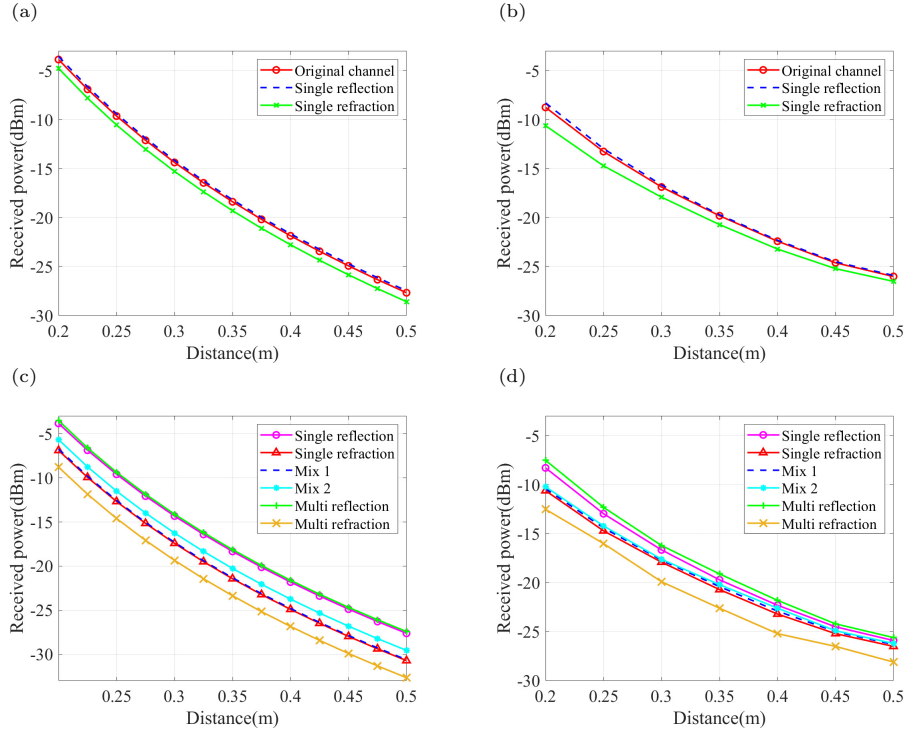 (a)
(b)
Received power(dBm)
-5
-10
-15
-20
-25
-30
0.2
0.25
0.3
0.35
0.4
0.45
0.5
Distance(m)
Original channel
Single reflection
Single refraction
Received power(dBm)
-5
-10
-15
-20
-25
-30
0.2
0.25
0.3
0.35
0.4
0.45
0.5
Distance(m)
Original channel
Single reflection
Single refraction
(c)
(d)
Received power(dBm)
-5
-10
-15
-20
-25
-30
0.25
0.3
0.35
0.4
0.45
0.5
Distance(m)
Single reflection
Single refraction
Mix 1
Mix 2
Multi reflection
Multi refraction
Received power(dBm)
-5
-10
-15
-20
-25
-30
0.2
0.25
0.3
0.35
0.4
0.45
0.5
Distance(m)
Single reflection
Single refraction
Mix 1
Mix 2
Multi reflection
Multi refraction